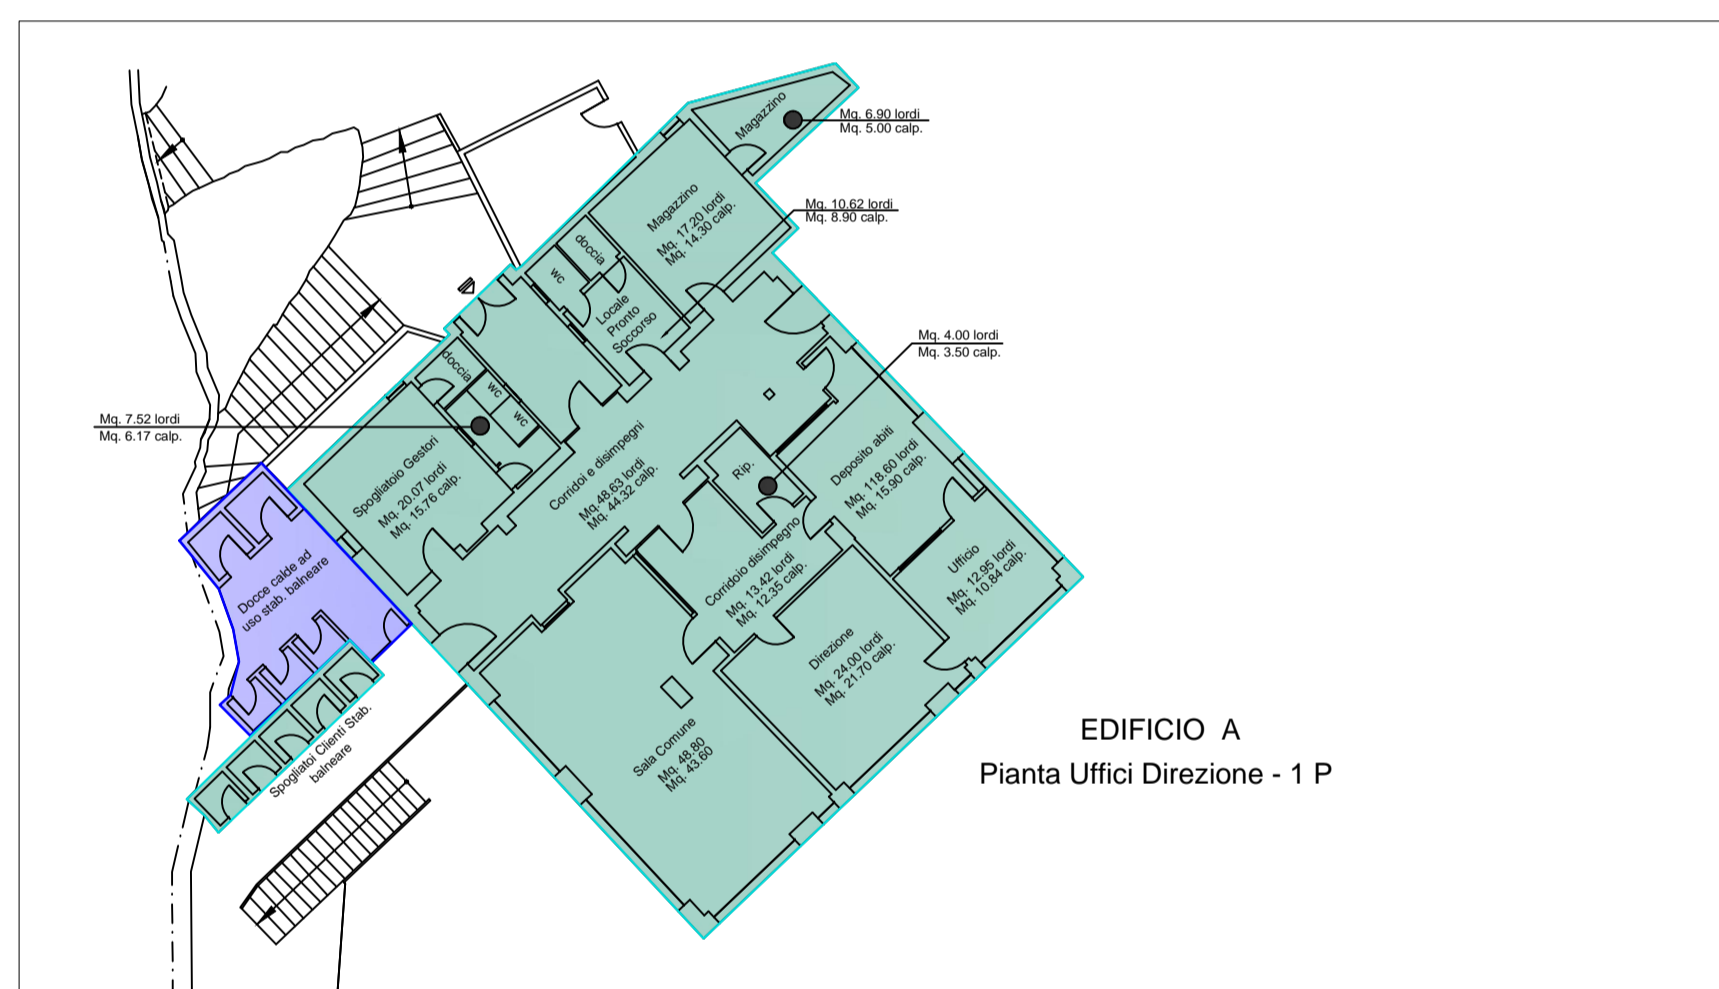 Magazzino
Mq. 6.90 lordi
Mq. 5.00 calp.
Magazzino
Mq. 17.20 lordi
Mq. 14.30 calp.
Mq. 10.62 lordi
Mq. 8.90 calp.
doccia
wc
Locale
Pronto
Soccorso
Mq. 4.00 lordi
Mq. 3.50 calp.
doccia
wc
wc
Mq. 7.52 lordi
Mq. 6.17 calp.
Spogliatoio Gestori
Mq. 20.07 lordi
Mq. 15.76 calp.
Corridoi e disimpegni
Mq. 48.63 lordi
Mq. 44.32 calp.
Rip.
Deposito abiti
Mq. 118.60 lordi
Mq. 15.90 calp.
Corridoio disimpegno
Mq. 13.42 lordi
Mq. 12.35 calp.
Ufficio
Mq. 12.95 lordi
Mq. 10.84 calp.
Docce calde ad
uso stab. balneare
Direzione
Mq. 24.00 lordi
Mq. 21.70 calp.
Sala Comune
Mq. 48.80
Mq. 43.60
Spogliatoi Clienti Stab.
balneare
EDIFICIO A
Pianta Uffici Direzione - 1 P